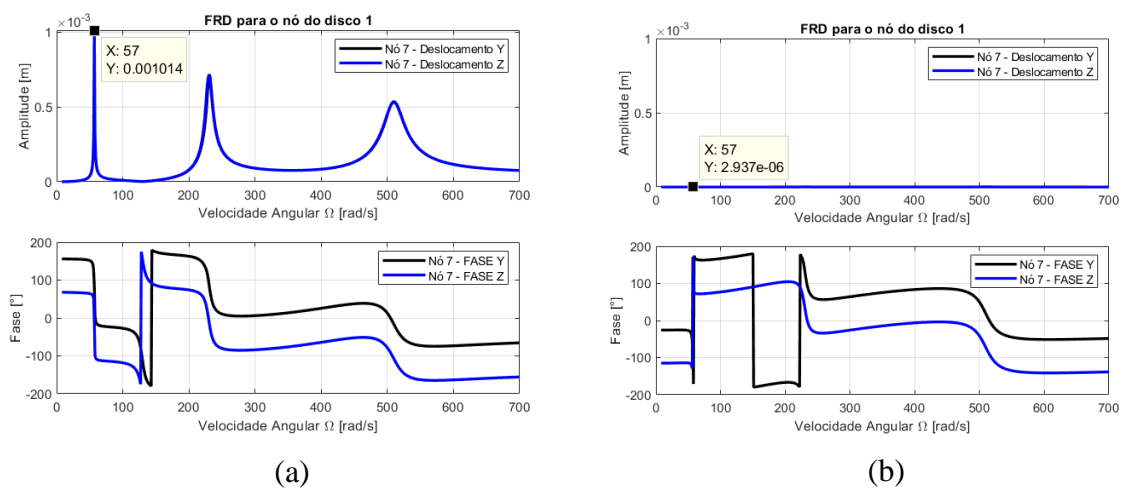 FRD para o nó do disco 1
×10⁻³
1
0.5
0
Amplitude [m]
X: 57
Y: 0.001014
Nó 7 - Deslocamento Y
Nó 7 - Deslocamento Z
0 100 200 300 400 500 600 700
Velocidade Angular Ω [rad/s]
200
100
0
-100
-200
Fase [°]
Nó 7 - FASE Y
Nó 7 - FASE Z
0 100 200 300 400 500 600 700
Velocidade Angular Ω [rad/s]
(a)
FRD para o nó do disco 1
×10⁻³
1
0.5
0
Amplitude [m]
X: 57
Y: 2.937e-06
Nó 7 - Deslocamento Y
Nó 7 - Deslocamento Z
0 100 200 300 400 500 600 700
Velocidade Angular Ω [rad/s]
200
100
0
-100
-200
Fase [°]
Nó 7 - FASE Y
Nó 7 - FASE Z
0 100 200 300 400 500 600 700
Velocidade Angular Ω [rad/s]
(b)